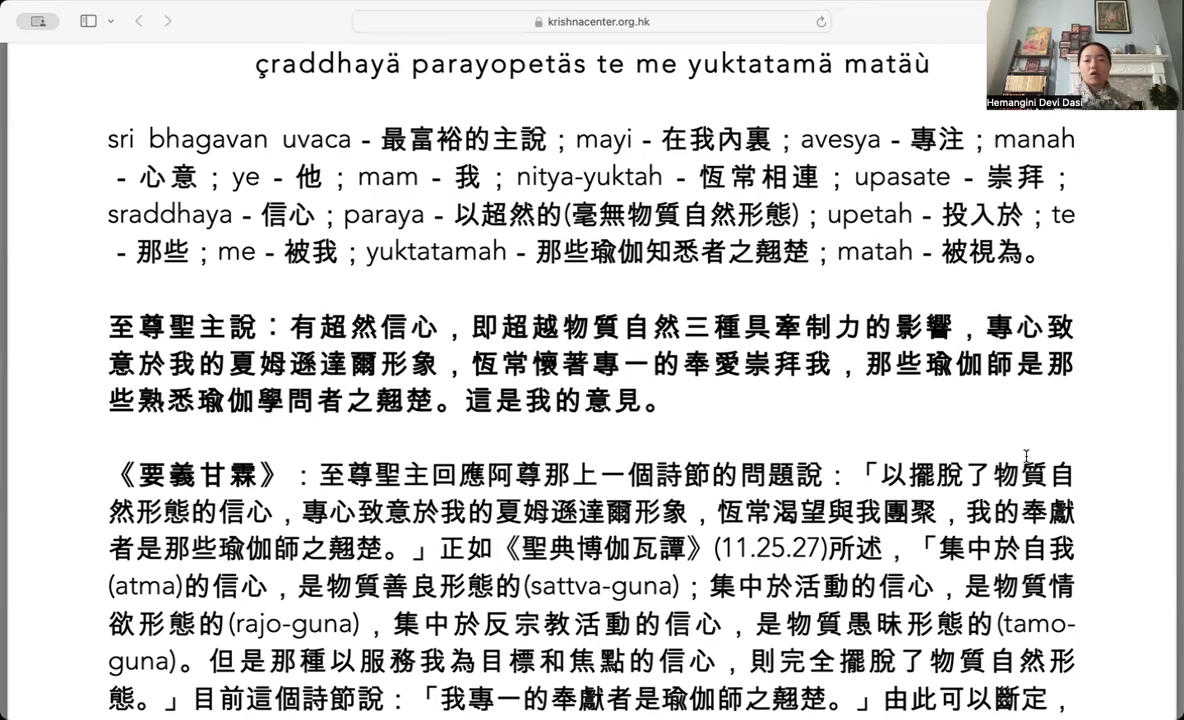 krishnacenter.org.hk
Hemangini Devi Dasi
çraddhayä parayopetäs te me yuktatamä matäù
sri bhagavan uvaca - 最富裕的主說；mayi - 在我內裏；avesya - 專注；manah
- 心意；ye - 他；mam - 我；nitya-yuktah - 恆常相連；upasate - 崇拜；
sraddhaya - 信心；paraya - 以超然的(毫無物質自然形態)；upetah - 投入於；te
- 那些；me - 被我；yuktatamah - 那些瑜伽知悉者之翹楚；matah - 被視為。
至尊聖主說：有超然信心，即超越物質自然三種具牽制力的影響，專心致
意於我的夏姆遜達爾形象，恆常懷著專一的奉愛崇拜我，那些瑜伽師是那
些熟悉瑜伽學問者之翹楚。這是我的意見。
《要義甘霖》：至尊聖主回應阿尊那上一個詩節的問題說：「以擺脫了物質自
然形態的信心，專心致意於我的夏姆遜達爾形象，恆常渴望與我團聚，我的奉獻
者是那些瑜伽師之翹楚。」正如《聖典博伽瓦譚》(11.25.27)所述，「集中於自我
(atma)的信心，是物質善良形態的(sattva-guna)；集中於活動的信心，是物質情
欲形態的(rajo-guna)，集中於反宗教活動的信心，是物質愚昧形態的(tamo-
guna)。但是那種以服務我為目標和焦點的信心，則完全擺脫了物質自然形
態。」目前這個詩節說：「我專一的奉獻者是瑜伽師之翹楚。」由此可以斷定，